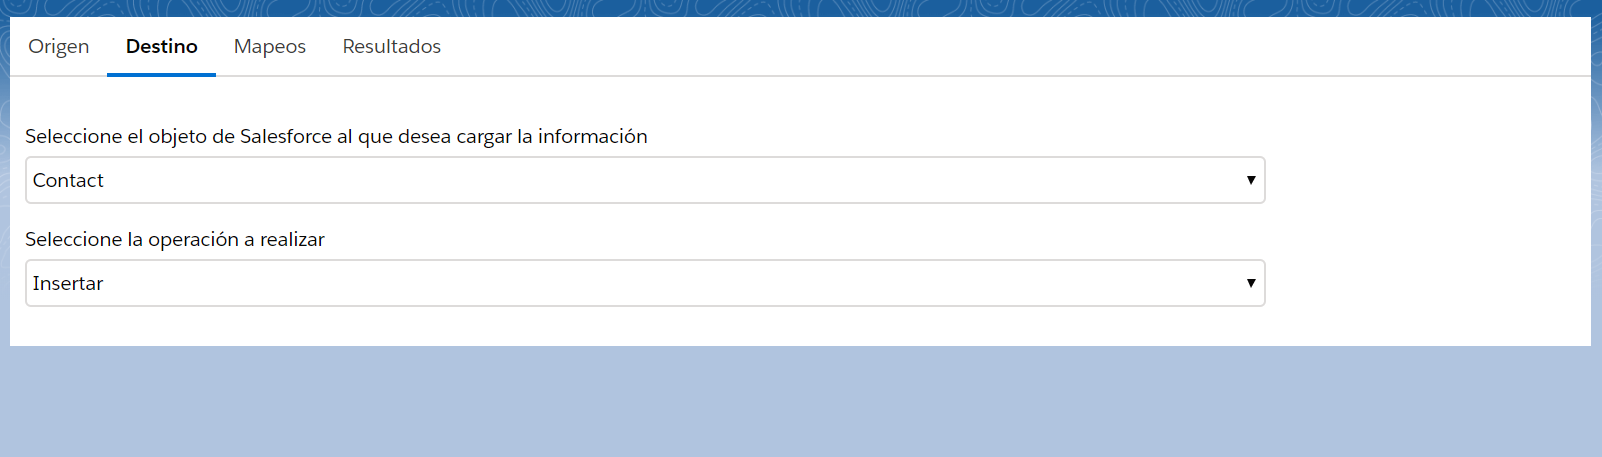 Origen Destino Mapeos Resultados
Seleccione el objeto de Salesforce al que desea cargar la información
Contact
Seleccione la operación a realizar
Insertar